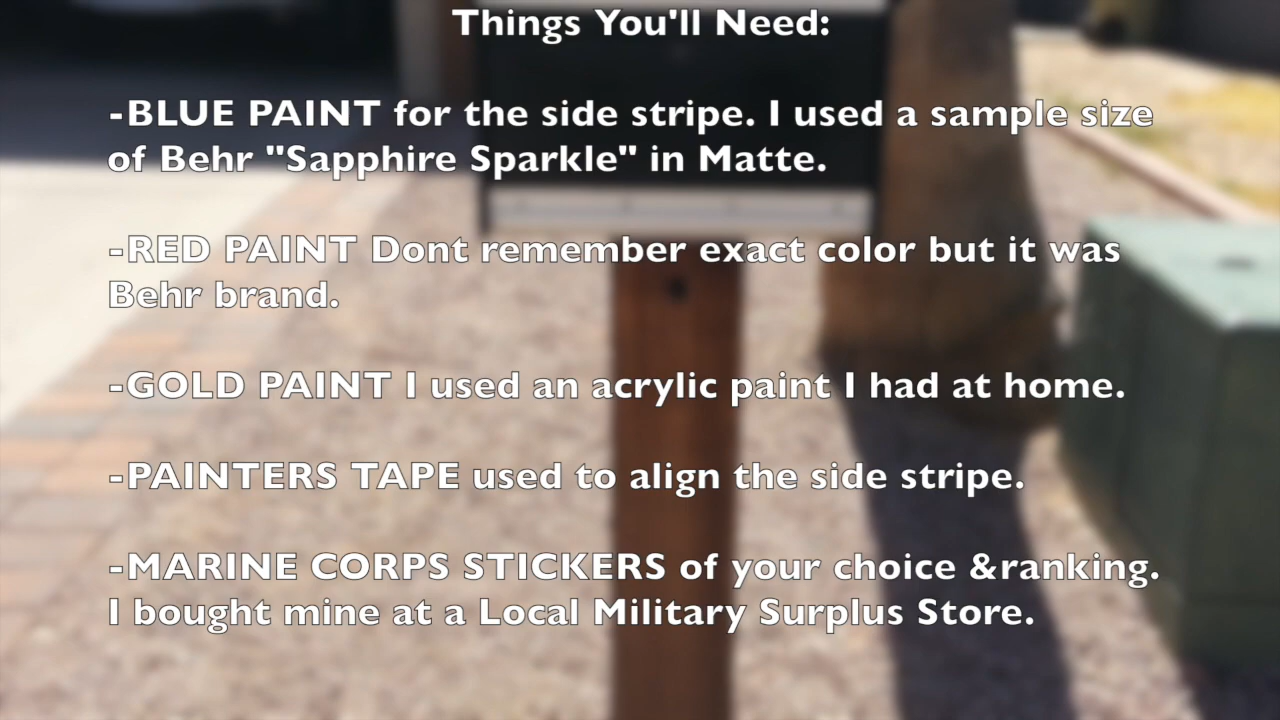 Things You'll Need:
-BLUE PAINT for the side stripe. I used a sample size
of Behr "Sapphire Sparkle" in Matte.
-RED PAINT Dont remember exact color but it was
Behr brand.
-GOLD PAINT I used an acrylic paint I had at home.
-PAINTERS TAPE used to align the side stripe.
-MARINE CORPS STICKERS of your choice &ranking.
I bought mine at a Local Military Surplus Store.